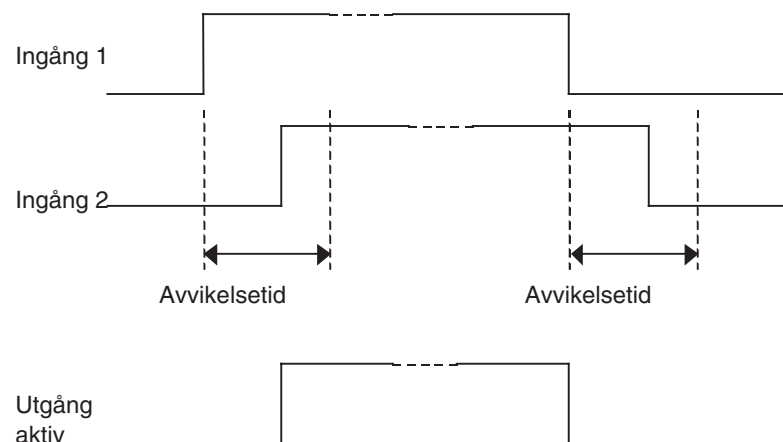 Ingång 1
Ingång 2
Avvikelsetid
Avvikelsetid
Utgång
aktiv